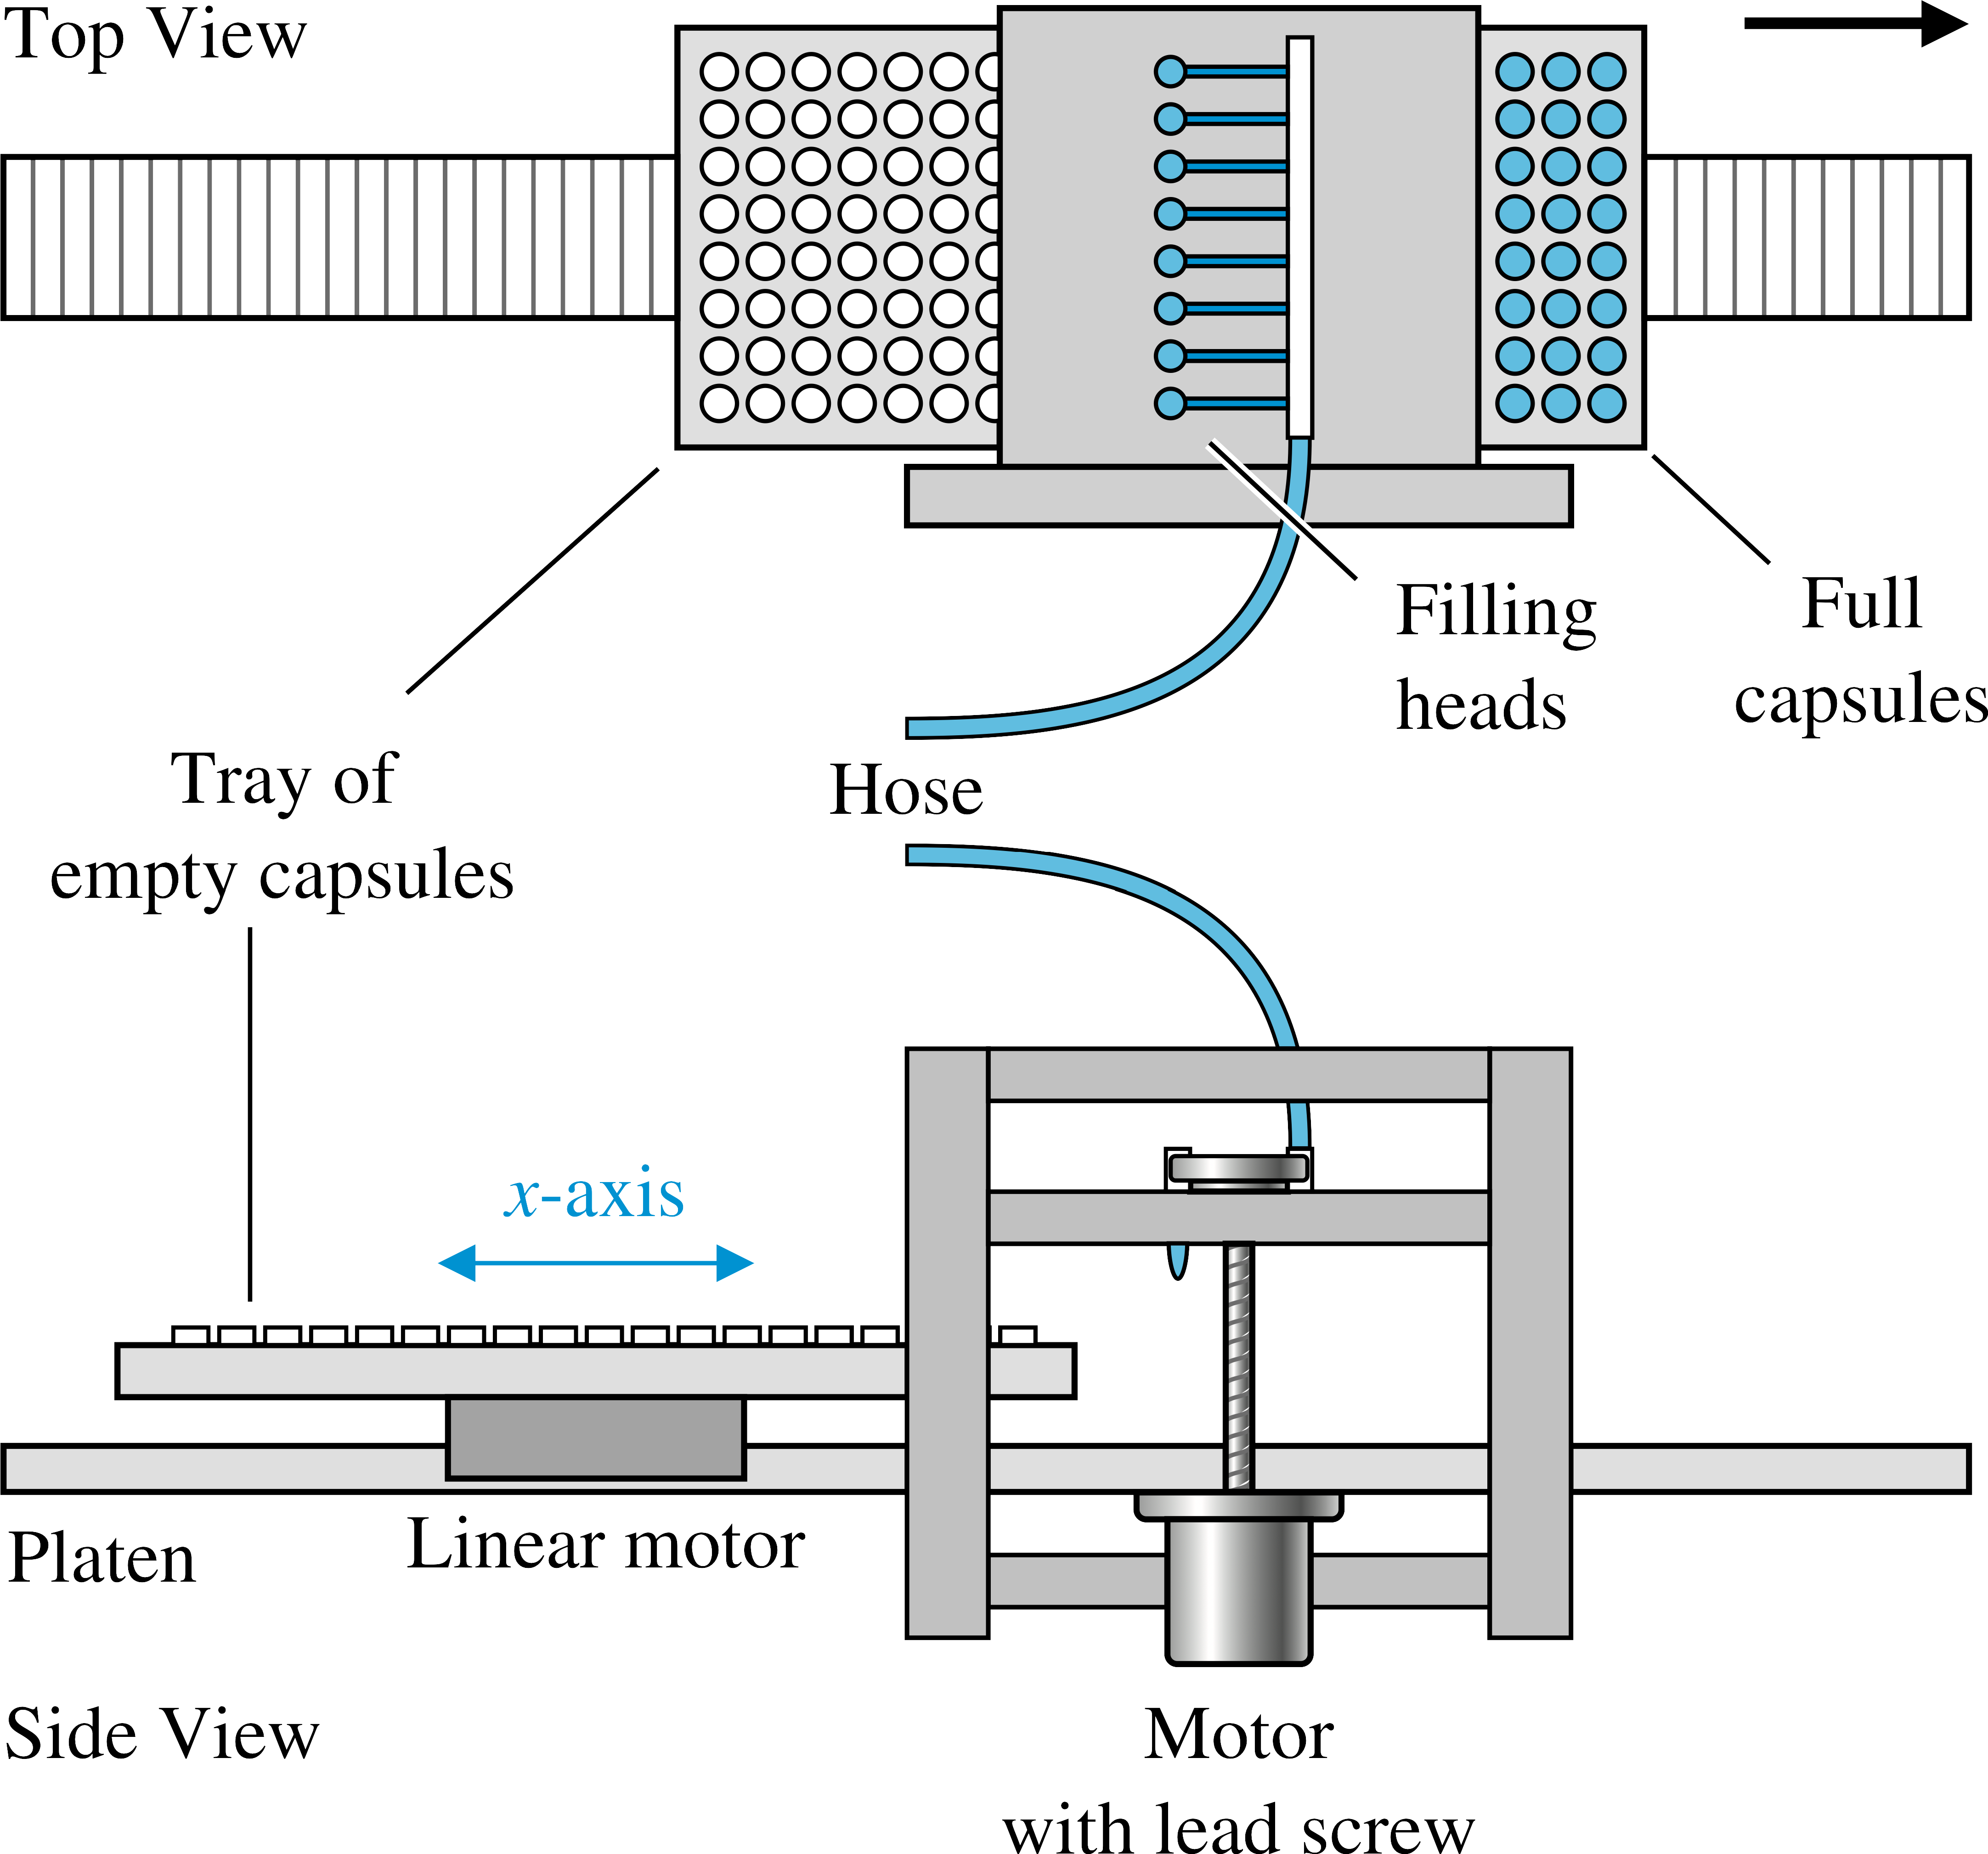 Top View
Filling
heads
Full
capsules
Tray of
empty capsules
Hose
x-axis
Platen
Linear motor
Side View
Motor
with lead screw